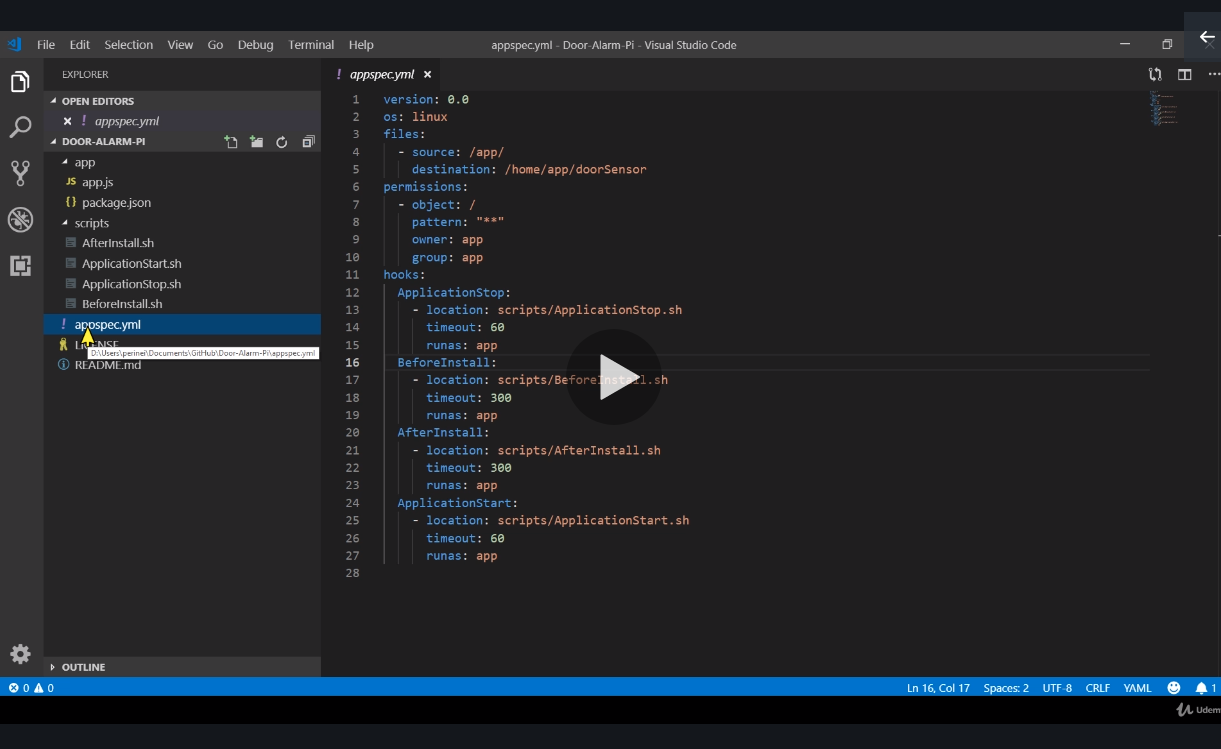 File Edit Selection View Go Debug Terminal Help appspec.yml - Door-Alarm-Pi - Visual Studio Code
EXPLORER
OPEN EDITORS
appspec.yml
DOOR-ALARM-PI
app
JS app.js
{} package.json
scripts
AfterInstall.sh
ApplicationStart.sh
ApplicationStop.sh
BeforeInstall.sh
! appspec.yml
LICENSE
D:\Users\perinei\Documents\GitHub\Door-Alarm-Pi\appspec.yml
README.md
OUTLINE
! appspec.yml
1 version: 0.0
2 os: linux
3 files:
4 - source: /app/
5 destination: /home/app/doorSensor
6 permissions:
7 - object: /
8 pattern: "**"
9 owner: app
10 group: app
11 hooks:
12 ApplicationStop:
13 - location: scripts/ApplicationStop.sh
14 timeout: 60
15 runas: app
16 BeforeInstall:
17 - location: scripts/BeforeInstall.sh
18 timeout: 300
19 runas: app
20 AfterInstall:
21 - location: scripts/AfterInstall.sh
22 timeout: 300
23 runas: app
24 ApplicationStart:
25 - location: scripts/ApplicationStart.sh
26 timeout: 60
27 runas: app
28
0 0 Ln 16, Col 17 Spaces: 2 UTF-8 CRLF YAML 1
Udem